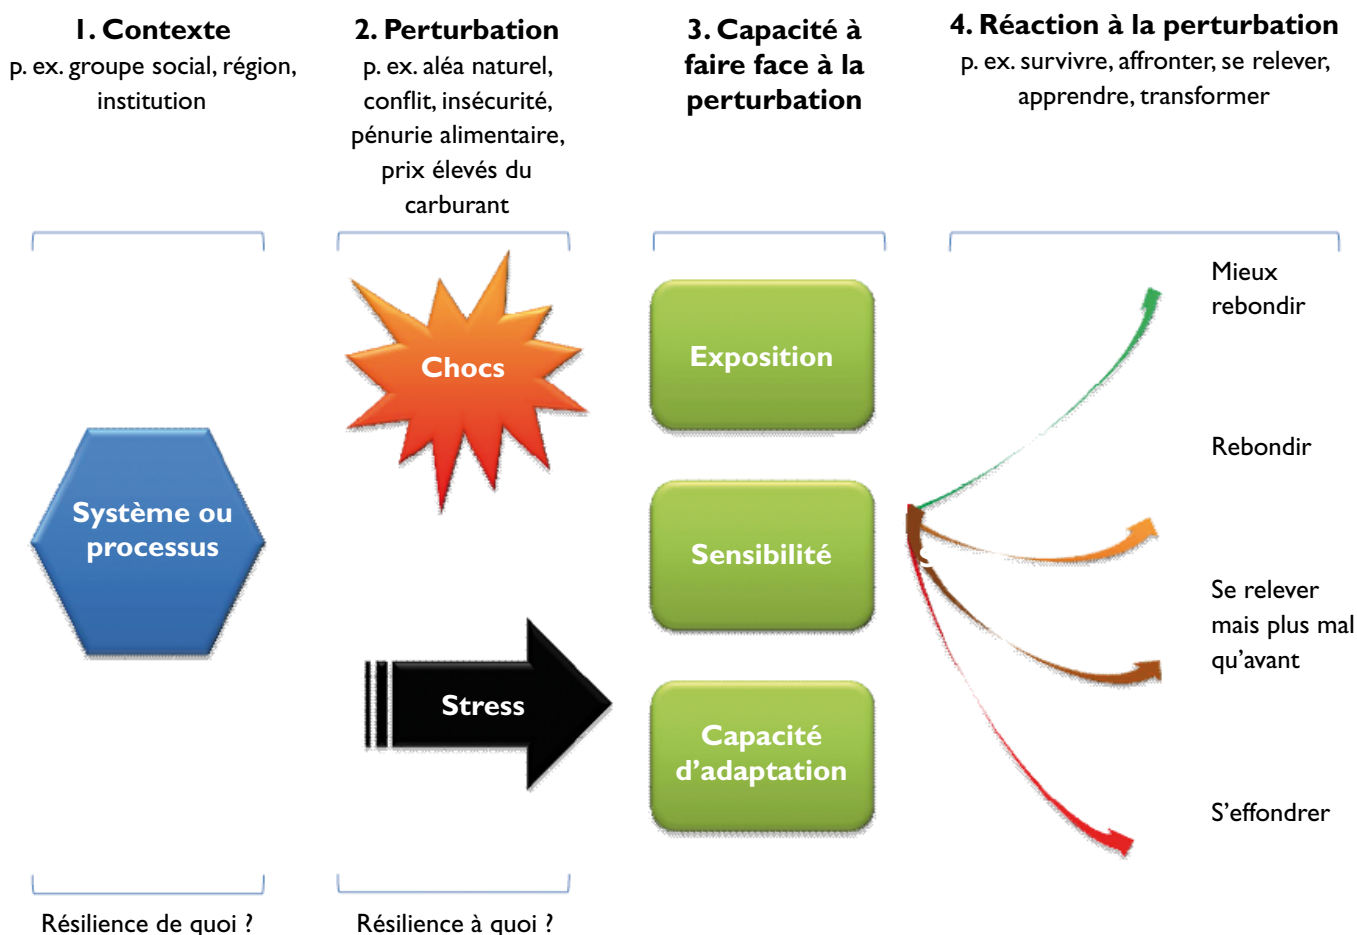 1. Contexte
p. ex. groupe social, région,
institution
2. Perturbation
p. ex. aléa naturel,
conflit, insécurité,
pénurie alimentaire,
prix élevés du
carburant
3. Capacité à
faire face à la
perturbation
4. Réaction à la perturbation
p. ex. survivre, affronter, se relever,
apprendre, transformer
Système ou
processus
Chocs
Stress
Exposition
Sensibilité
Capacité
d’adaptation
Mieux
rebondir
Rebondir
Se relever
mais plus mal
qu’avant
S’effondrer
Résilience de quoi ?
Résilience à quoi ?